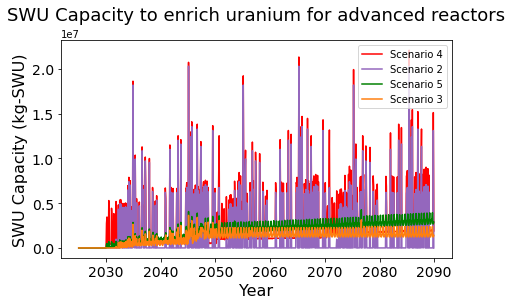 SWU Capacity to enrich uranium for advanced reactors
1e7
SWU Capacity (kg-SWU)
2.0
1.5
1.0
0.5
0.0
Scenario 4
Scenario 2
Scenario 5
Scenario 3
2030 2040 2050 2060 2070 2080 2090
Year